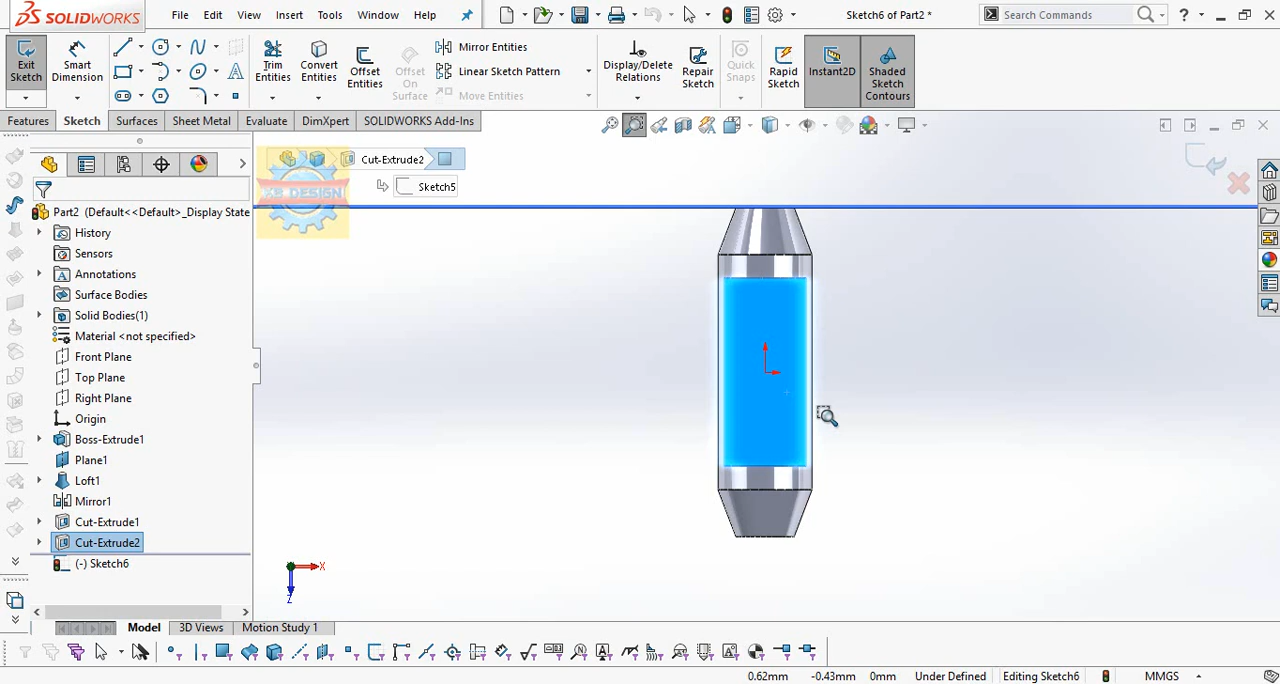 SOLIDWORKS
File Edit View Insert Tools Window Help
Sketch6 of Part2 *
Search Commands
Exit Sketch
Smart Dimension
Trim Entities
Convert Entities
Offset Entities
Offset On Surface
Mirror Entities
Linear Sketch Pattern
Move Entities
Display/Delete Relations
Repair Sketch
Quick Snaps
Rapid Sketch
Instant2D
Shaded Sketch Contours
Features Sketch Surfaces Sheet Metal Evaluate DimXpert SOLIDWORKS Add-Ins
Cut-Extrude2
Sketch5
KB DESIGN
Part2 (Default<<Default>_Display State
History
Sensors
Annotations
Surface Bodies
Solid Bodies(1)
Material <not specified>
Front Plane
Top Plane
Right Plane
Origin
Boss-Extrude1
Plane1
Loft1
Mirror1
Cut-Extrude1
Cut-Extrude2
(-) Sketch6
X
Z
Model 3D Views Motion Study 1
0.62mm -0.43mm 0mm Under Defined Editing Sketch6 MMGS